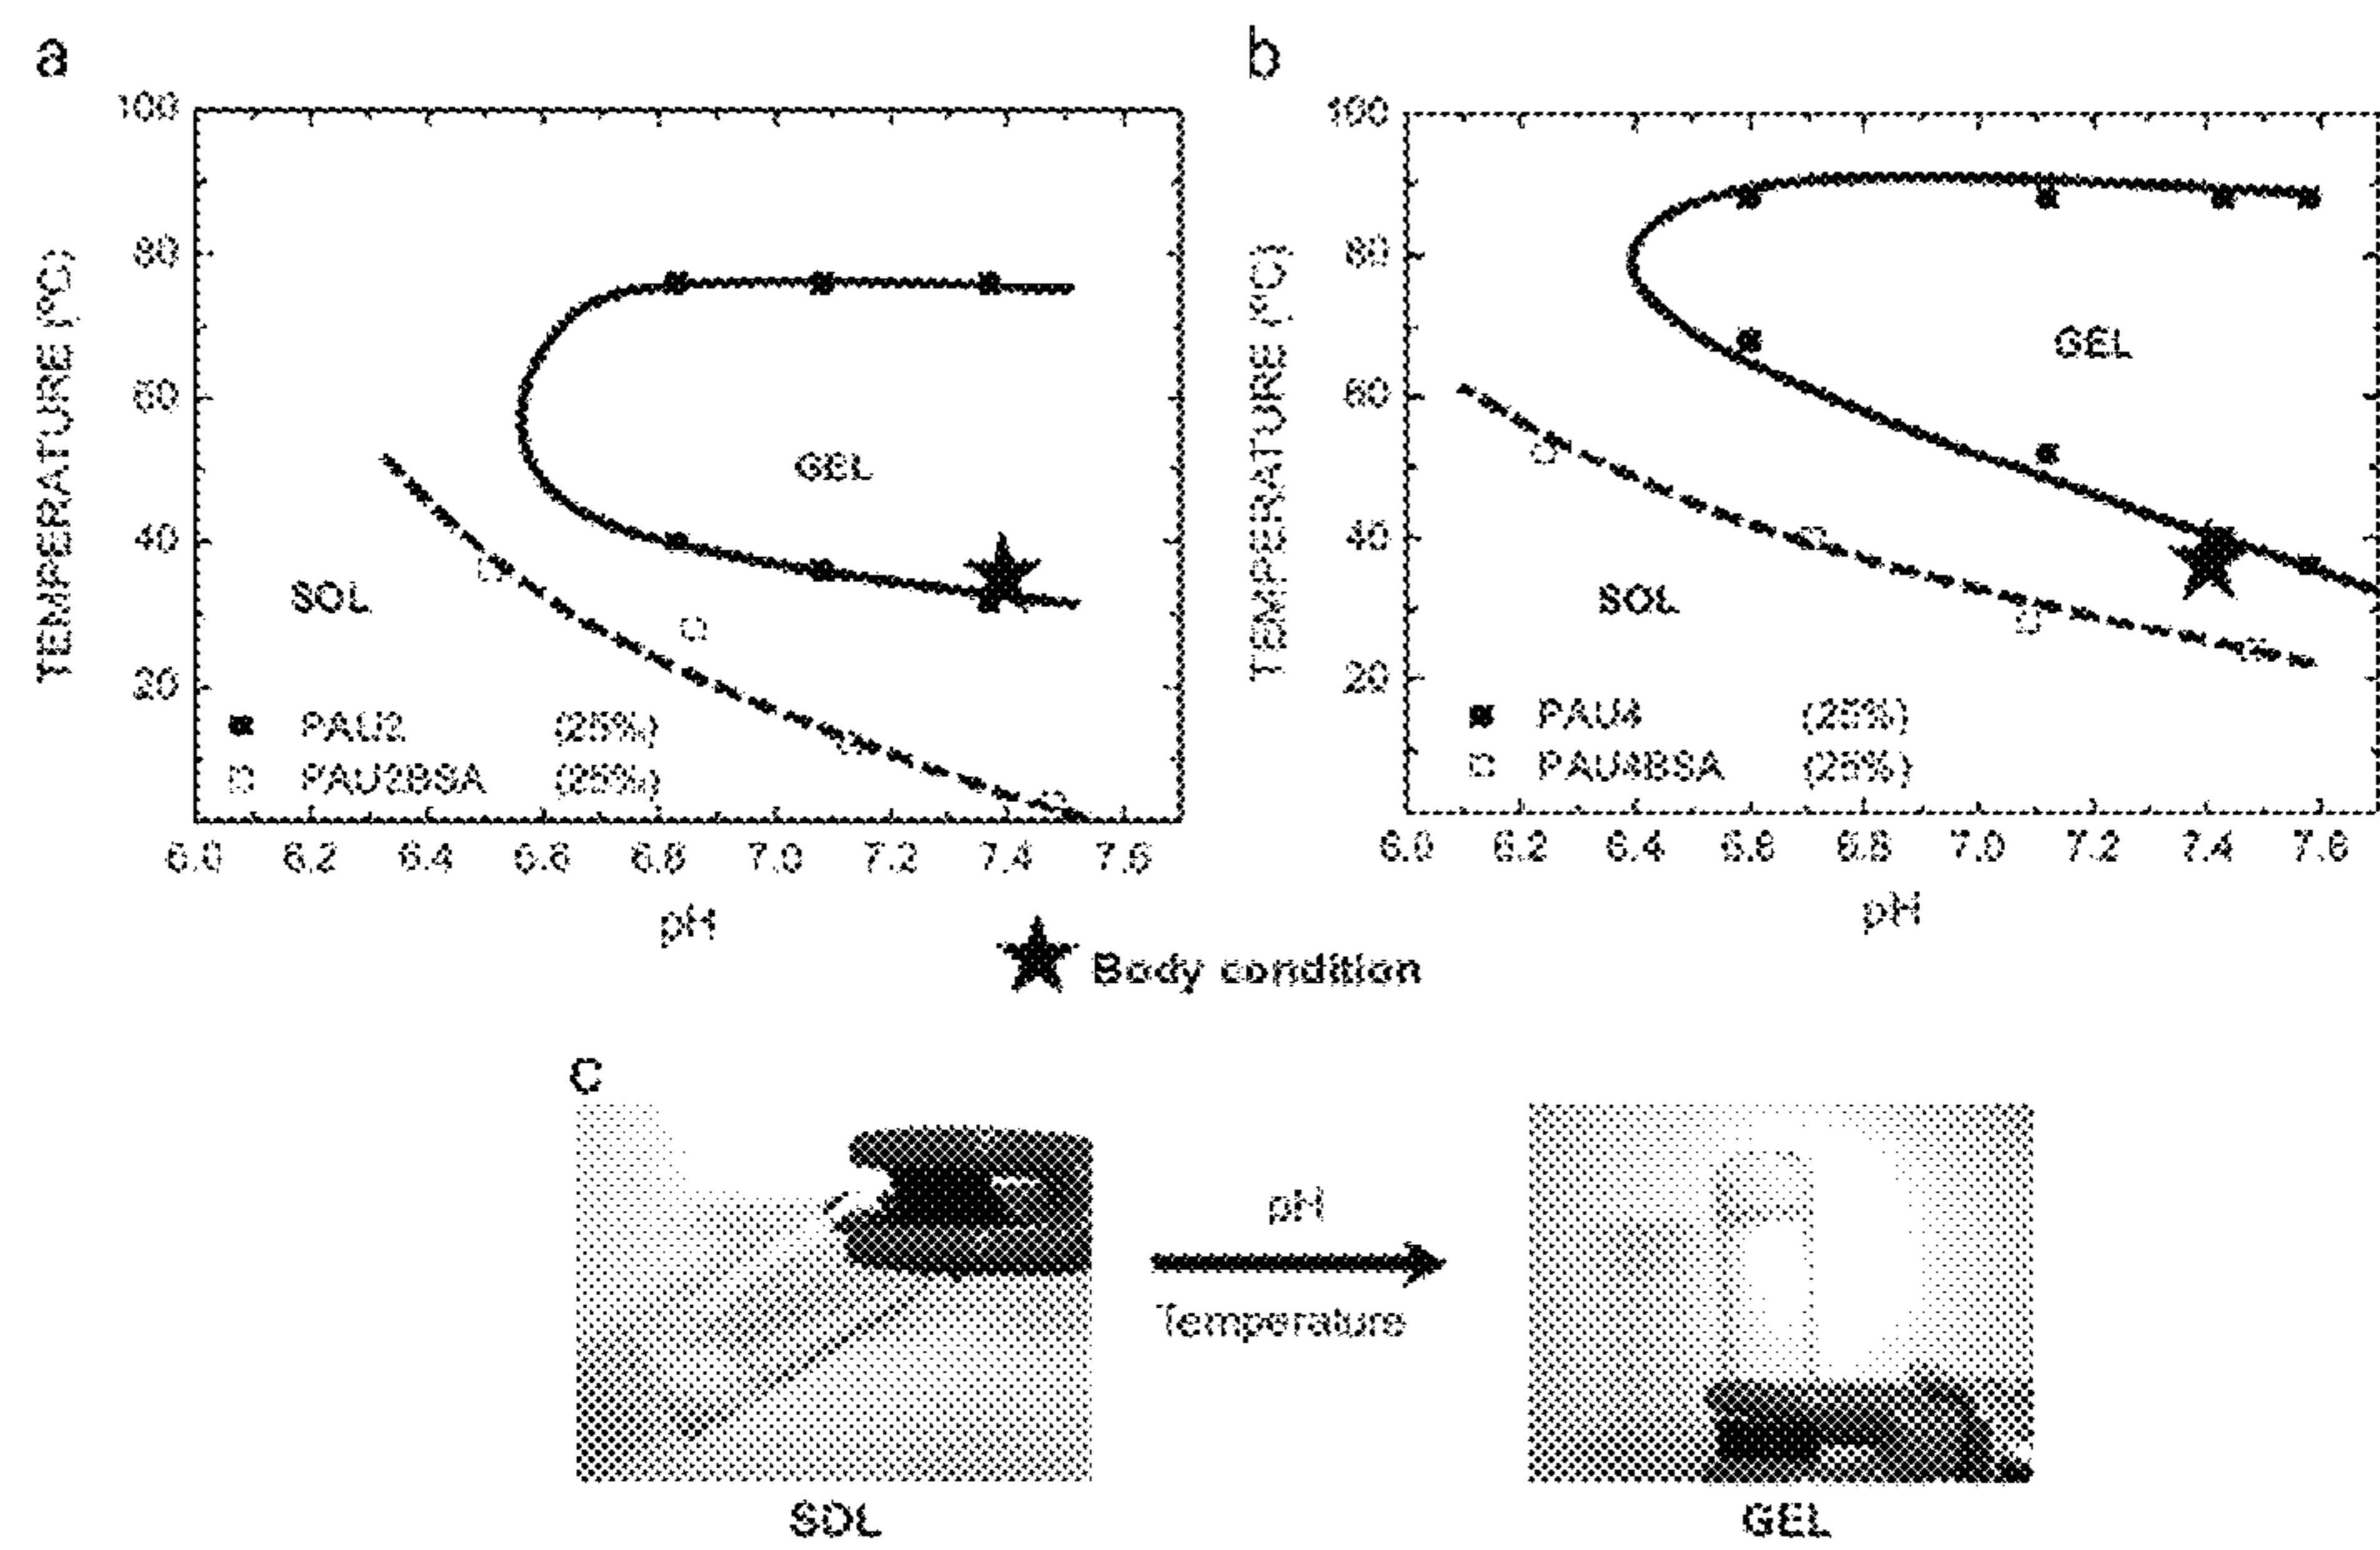 a
100
80
60
40
20
TEMPERATURE (°C)
GEL
SOL
PAU2 (25%)
PAU2BSA (25%)
6.0 6.2 6.4 6.6 6.8 7.0 7.2 7.4 7.6
pH
b
100
80
60
40
20
TEMPERATURE (°C)
GEL
SOL
PAU4 (25%)
PAU4BSA (25%)
6.0 6.2 6.4 6.6 6.8 7.0 7.2 7.4 7.6
pH
Body condition
c
pH
Temperature
SOL
GEL